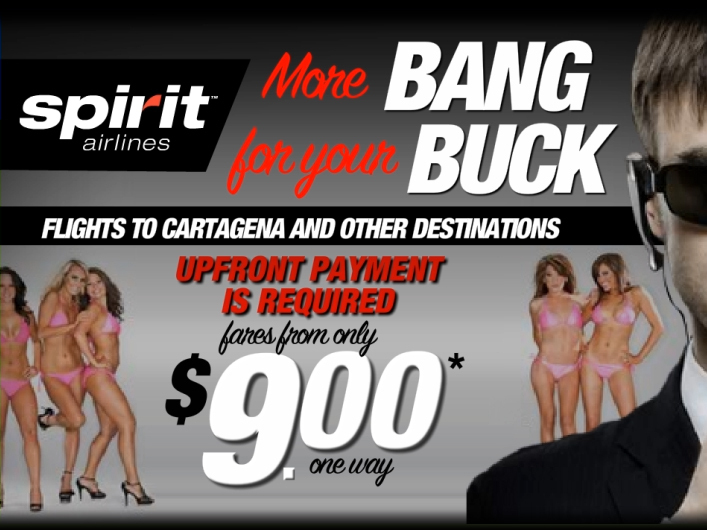 More BANG
for your BUCK
spirit™
airlines
FLIGHTS TO CARTAGENA AND OTHER DESTINATIONS
UPFRONT PAYMENT
IS REQUIRED
fares from only
$9.00*
one way